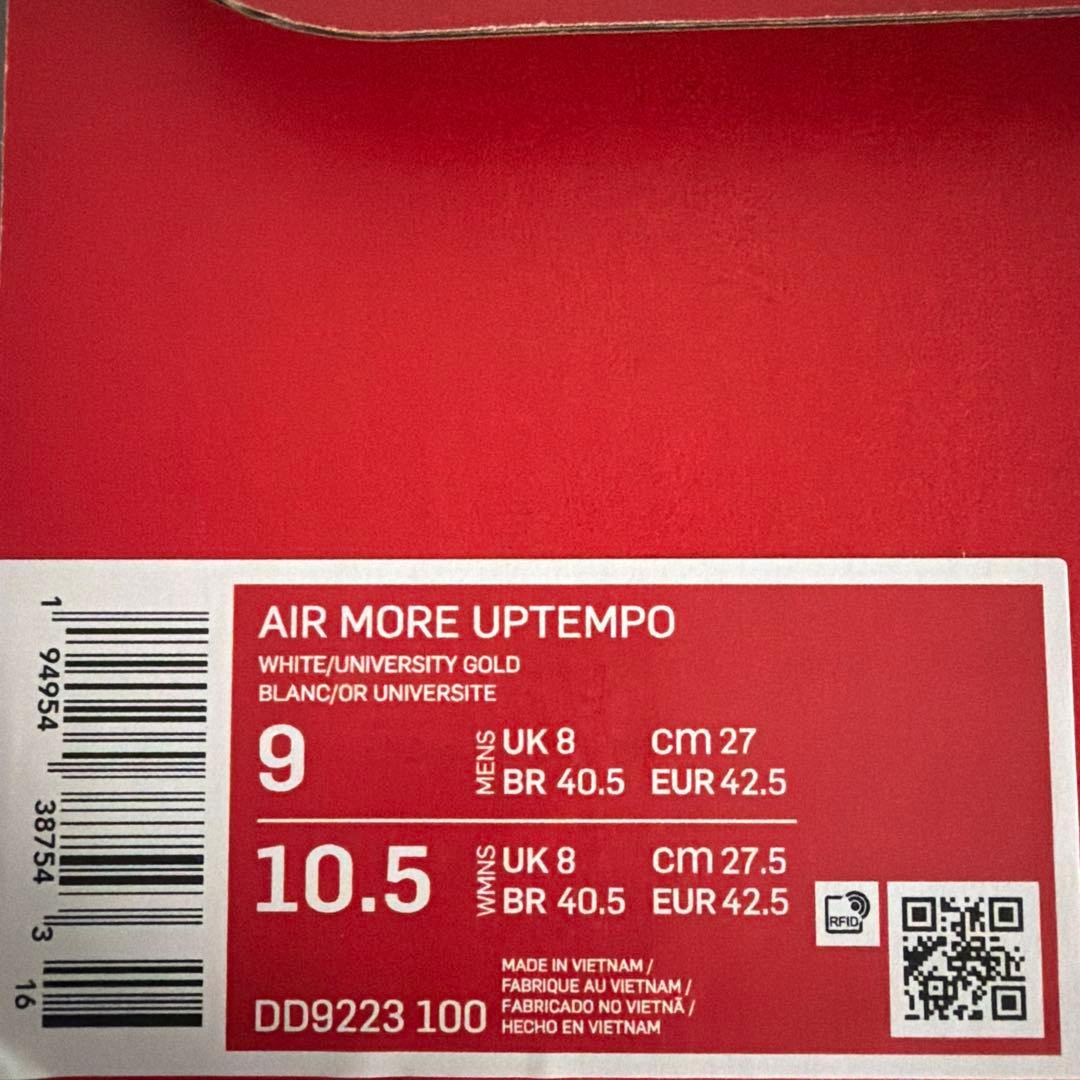 AIR MORE UPTEMPO
WHITE/UNIVERSITY GOLD
BLANC/OR UNIVERSITE
9
MENS
UK 8 cm 27
BR 40.5 EUR 42.5
10.5
WMNS
UK 8 cm 27.5
BR 40.5 EUR 42.5
RFID
DD9223 100
MADE IN VIETNAM /
FABRIQUE AU VIETNAM /
FABRICADO NO VIETNÃ /
HECHO EN VIETNAM
1 94954 38754 3 16